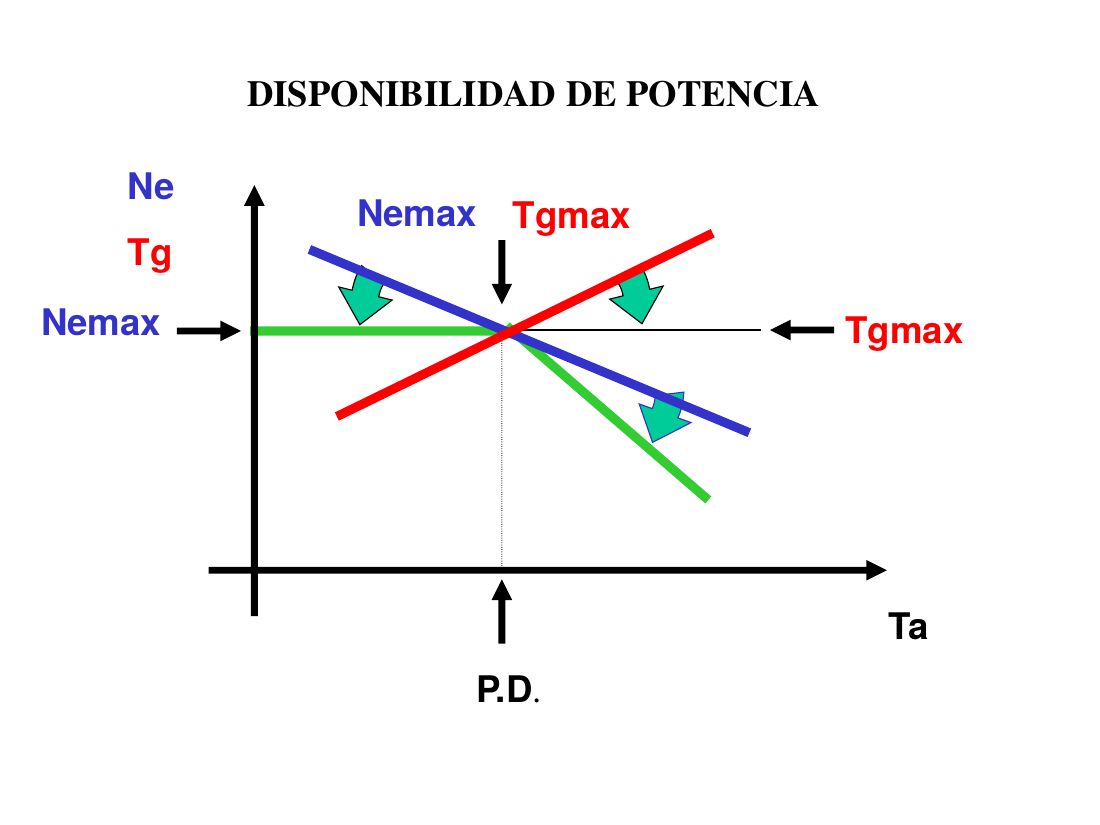 DISPONIBILIDAD DE POTENCIA
Ne
Nemax
Tgmax
Tg
Nemax
Tgmax
Ta
P.D.